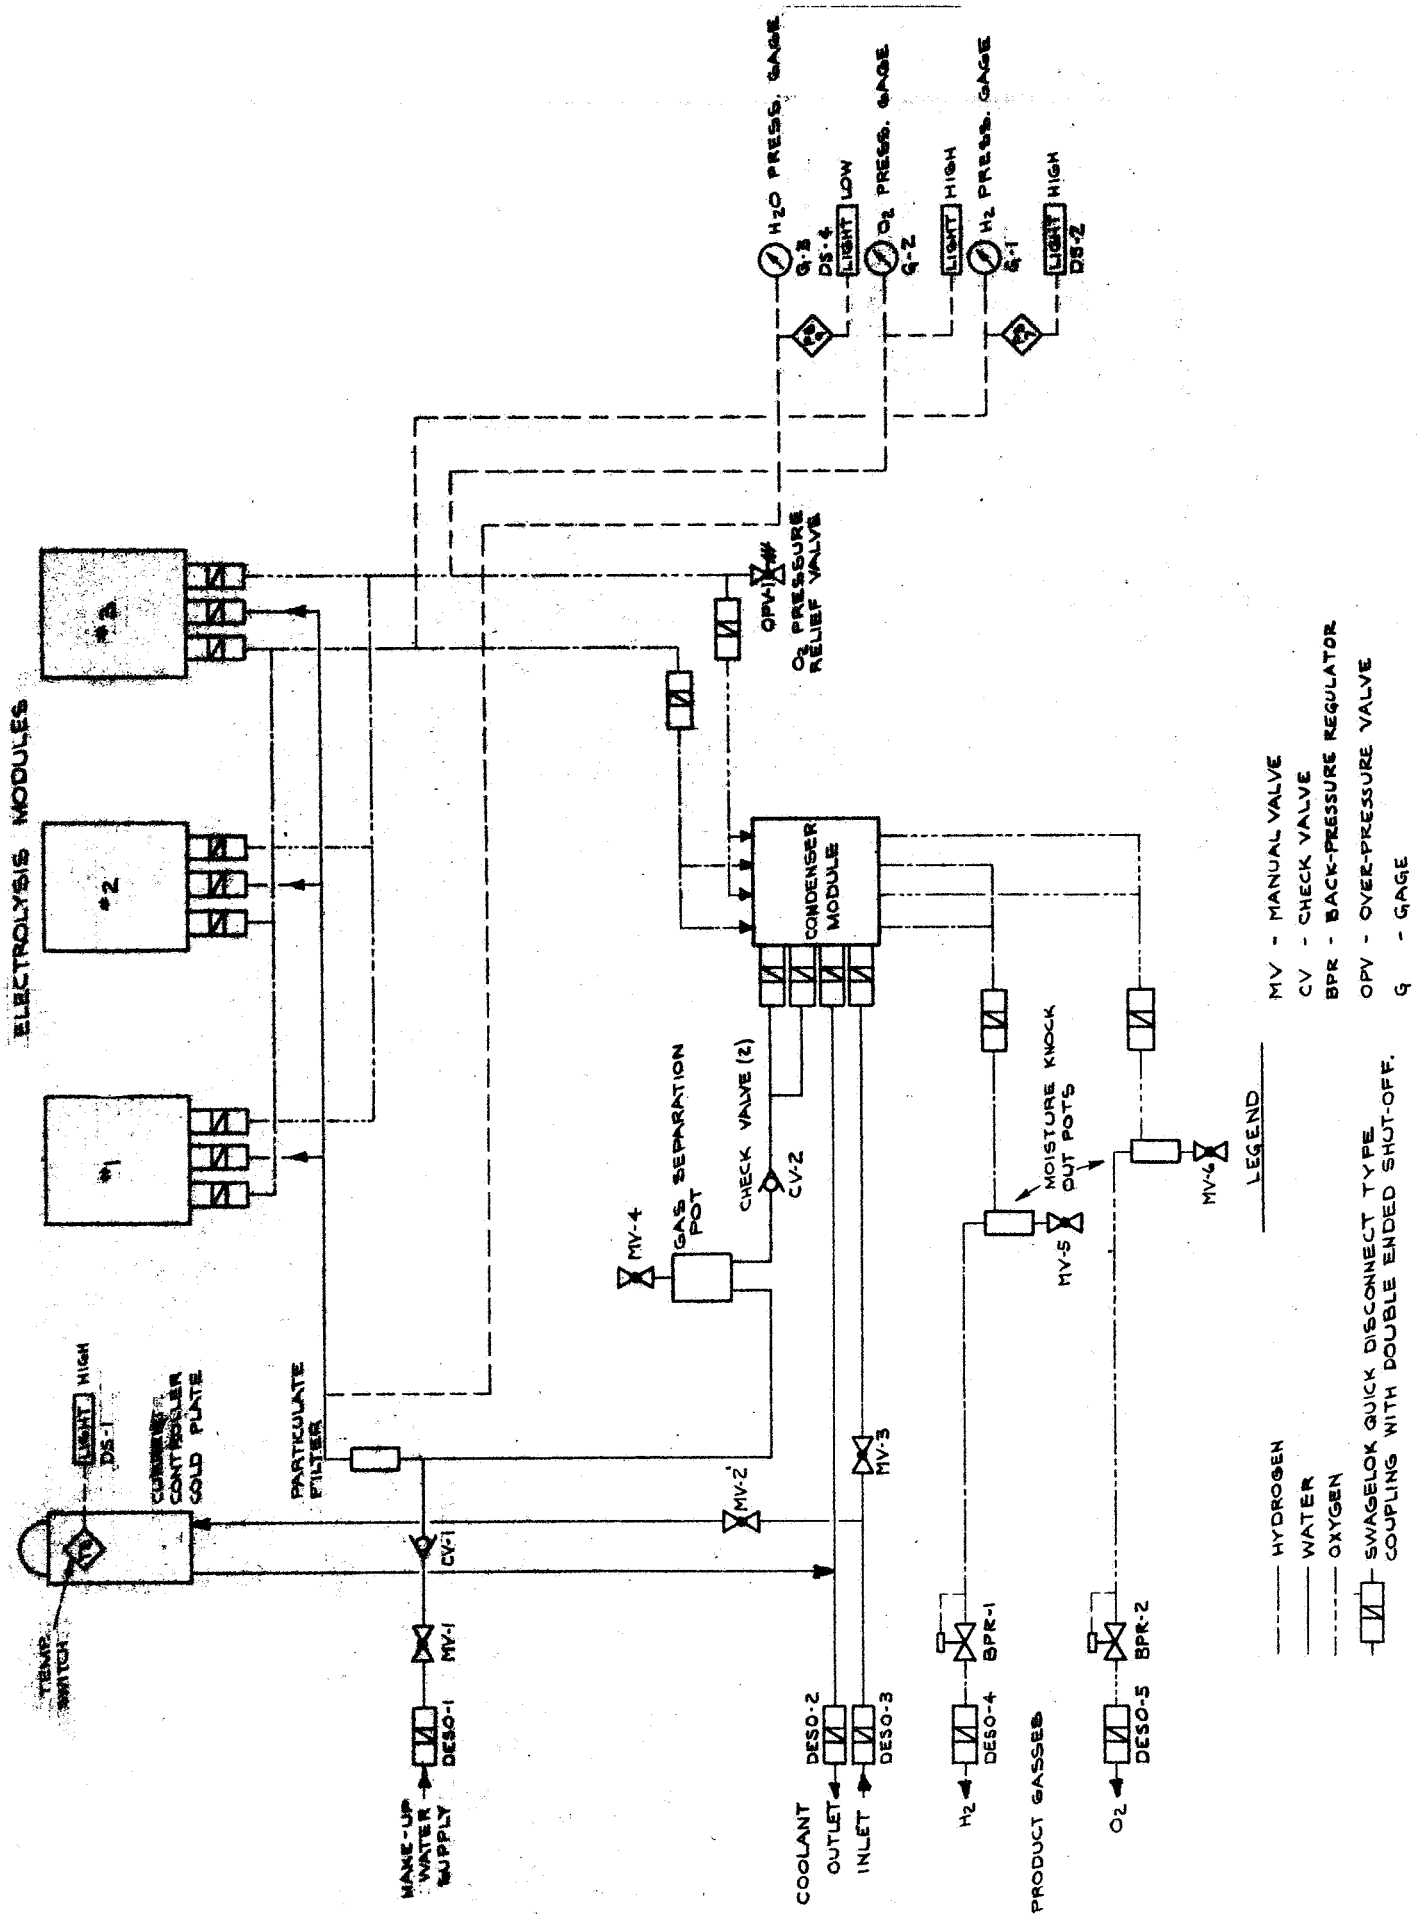 ELECTROLYSIS MODULES
#1
#2
#3
TEMP.
SWITCH
TS
LIGHT HIGH
DS-1
CURRENT
CONTROLLER
COLD PLATE
PARTICULATE
FILTER
MAKE-UP
WATER
SUPPLY
DESO-1
MV-1
CV-1
MV-2
MV-3
MV-4
GAS SEPARATION
POT
CHECK VALVE (2)
CV-2
CONDENSER
MODULE
OPV-1
O2 PRESSURE
RELIEF VALVE
H2O PRESS. GAGE
G-3
DS-4
LIGHT LOW
O2 PRESS. GAGE
G-2
LIGHT HIGH
H2 PRESS. GAGE
G-1
LIGHT HIGH
DS-2
COOLANT
OUTLET
INLET
DESO-2
DESO-3
MOISTURE KNOCK
OUT POTS
MV-5
MV-6
BPR-1
BPR-2
DESO-4
DESO-5
H2
PRODUCT GASSES
O2
LEGEND
HYDROGEN
WATER
OXYGEN
SWAGELOK QUICK DISCONNECT TYPE
COUPLING WITH DOUBLE ENDED SHUT-OFF.
MV - MANUAL VALVE
CV - CHECK VALVE
BPR - BACK-PRESSURE REGULATOR
OPV - OVER-PRESSURE VALVE
G - GAGE